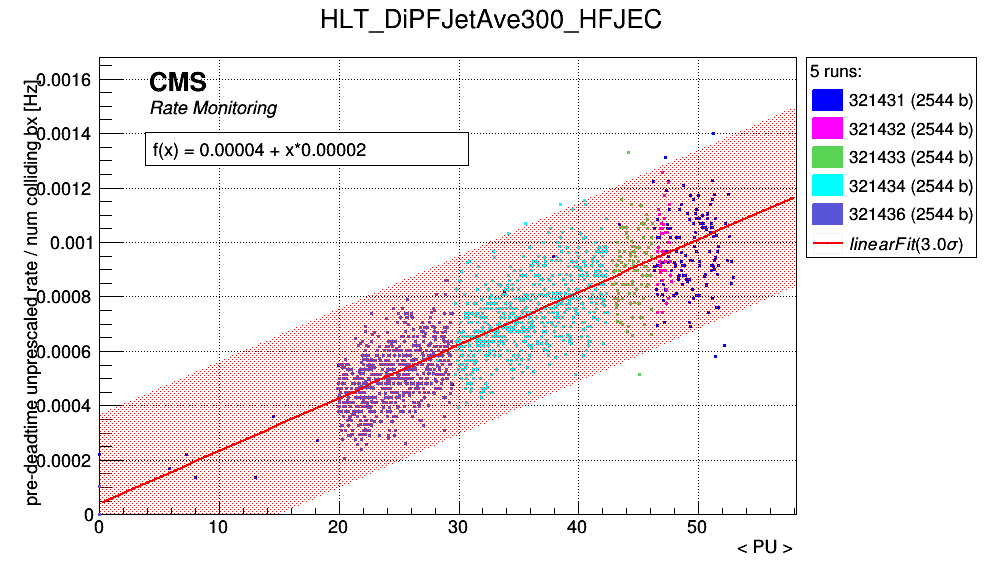 HLT_DiPFJetAve300_HFJEC
pre-deadtime unprescaled rate / num colliding bx [Hz]
0.0016
0.0014
0.0012
0.001
0.0008
0.0006
0.0004
0.0002
0
CMS
Rate Monitoring
f(x) = 0.00004 + x*0.00002
0 10 20 30 40 50
< PU >
5 runs:
321431 (2544 b)
321432 (2544 b)
321433 (2544 b)
321434 (2544 b)
321436 (2544 b)
linearFit(3.0σ)